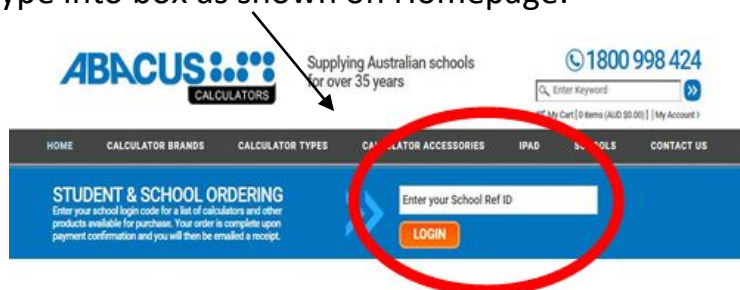 ype into box as shown on Homepage.
ABACUS
CALCULATORS
Supplying Australian schools
for over 35 years
1800 998 424
Enter Keyword
My Cart [ 0 items (AUD $0.00) ] | My Account >
HOME CALCULATOR BRANDS CALCULATOR TYPES CALCULATOR ACCESSORIES IPAD SCHOOLS CONTACT US
STUDENT & SCHOOL ORDERING
Enter your school login code for a list of calculators and other
products available for purchase. Your order is complete upon
payment confirmation and you will then be emailed a receipt.
Enter your School Ref ID
LOGIN